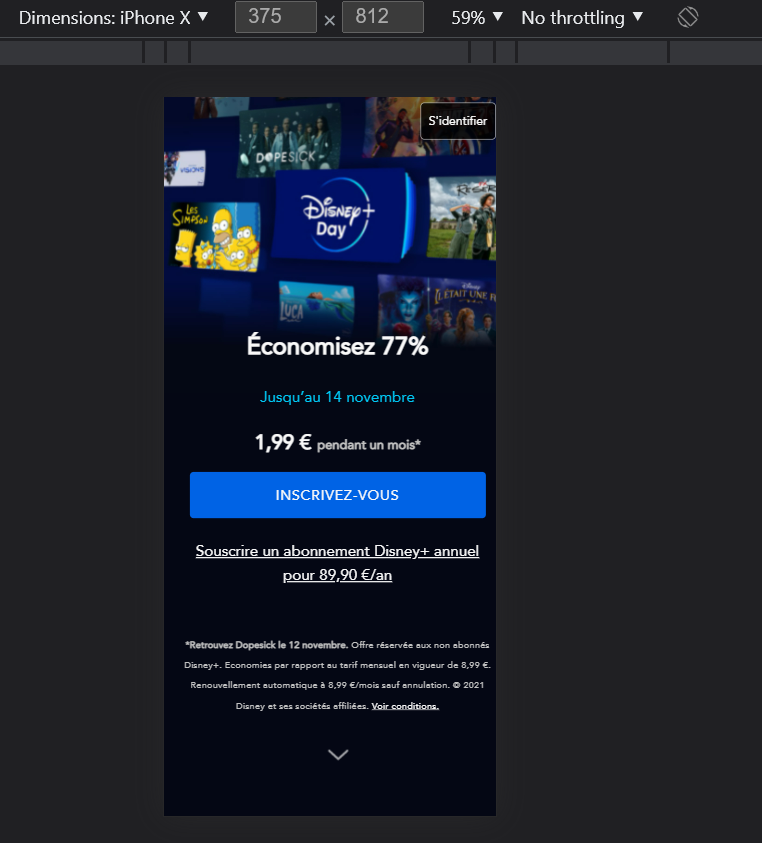 Dimensions: iPhone X ▼ 375 × 812 59% ▼ No throttling ▼
S'identifier
DOPESICK
VISIONS
Les
Simpson
Disney+
Day
LUCA
Disney
IL ÉTAIT UNE F
Économisez 77%
Jusqu’au 14 novembre
1,99 € pendant un mois*
INSCRIVEZ-VOUS
Souscrire un abonnement Disney+ annuel
pour 89,90 €/an
*Retrouvez Dopesick le 12 novembre. Offre réservée aux non abonnés
Disney+. Economies par rapport au tarif mensuel en vigueur de 8,99 €.
Renouvellement automatique à 8,99 €/mois sauf annulation. © 2021
Disney et ses sociétés affiliées. Voir conditions.